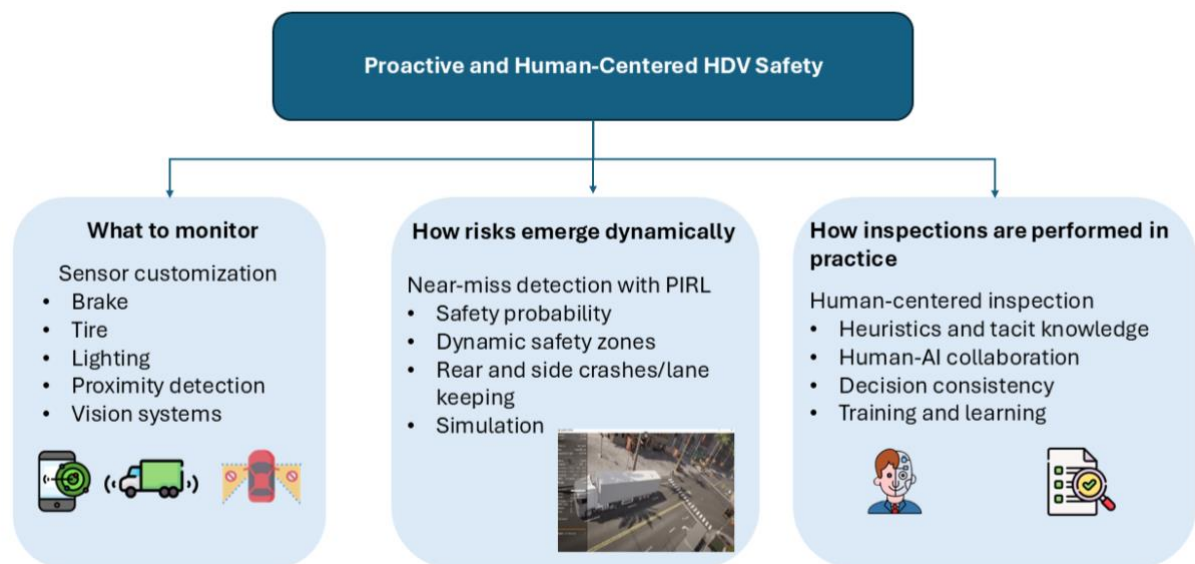 Proactive and Human-Centered HDV Safety
What to monitor
Sensor customization
• Brake
• Tire
• Lighting
• Proximity detection
• Vision systems
How risks emerge dynamically
Near-miss detection with PIRL
• Safety probability
• Dynamic safety zones
• Rear and side crashes/lane
keeping
• Simulation
How inspections are performed in
practice
Human-centered inspection
• Heuristics and tacit knowledge
• Human-AI collaboration
• Decision consistency
• Training and learning